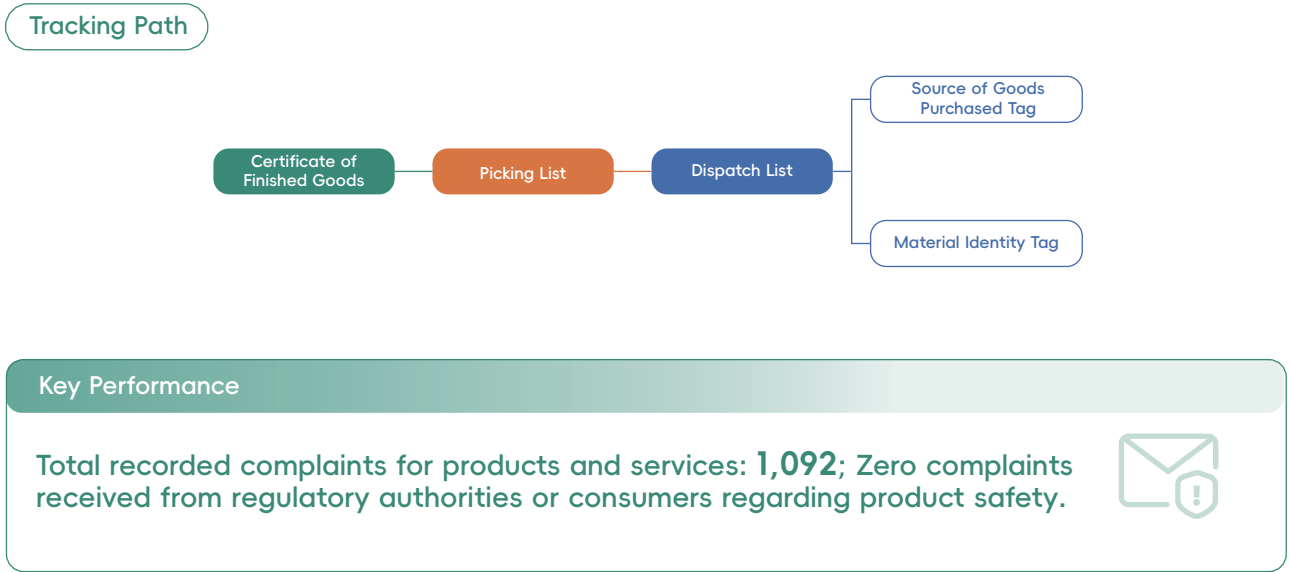 Tracking Path
Certificate of
Finished Goods
Picking List
Dispatch List
Source of Goods
Purchased Tag
Material Identity Tag
Key Performance
Total recorded complaints for products and services: 1,092; Zero complaints
received from regulatory authorities or consumers regarding product safety.